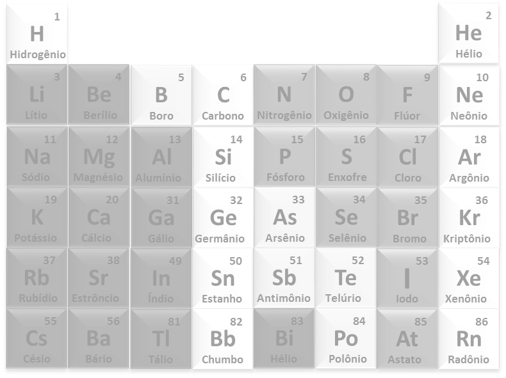 1
H
Hidrogênio
2
He
Hélio
3
Li
Lítio
4
Be
Berílio
5
B
Boro
6
C
Carbono
7
N
Nitrogênio
8
O
Oxigênio
9
F
Flúor
10
Ne
Neônio
11
Na
Sódio
12
Mg
Magnésio
13
Al
Alumínio
14
Si
Silício
15
P
Fósforo
16
S
Enxofre
17
Cl
Cloro
18
Ar
Argônio
19
K
Potássio
20
Ca
Cálcio
31
Ga
Gálio
32
Ge
Germânio
33
As
Arsênio
34
Se
Selênio
35
Br
Bromo
36
Kr
Kriptônio
37
Rb
Rubídio
38
Sr
Estrôncio
49
In
Índio
50
Sn
Estanho
51
Sb
Antimônio
52
Te
Telúrio
53
I
Iodo
54
Xe
Xenônio
55
Cs
Césio
56
Ba
Bário
81
Tl
Tálio
82
Bb
Chumbo
83
Bi
Hélio
84
Po
Polônio
85
At
Astato
86
Rn
Radônio